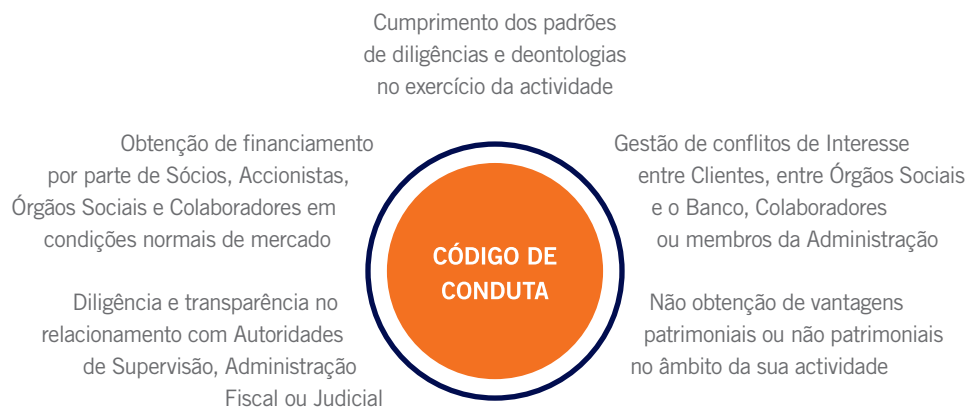 Cumprimento dos padrões
de diligências e deontologias
no exercício da actividade
Obtenção de financiamento
por parte de Sócios, Accionistas,
Órgãos Sociais e Colaboradores em
condições normais de mercado
Gestão de conflitos de Interesse
entre Clientes, entre Órgãos Sociais
e o Banco, Colaboradores
ou membros da Administração
CÓDIGO DE
CONDUTA
Diligência e transparência no
relacionamento com Autoridades
de Supervisão, Administração
Fiscal ou Judicial
Não obtenção de vantagens
patrimoniais ou não patrimoniais
no âmbito da sua actividade